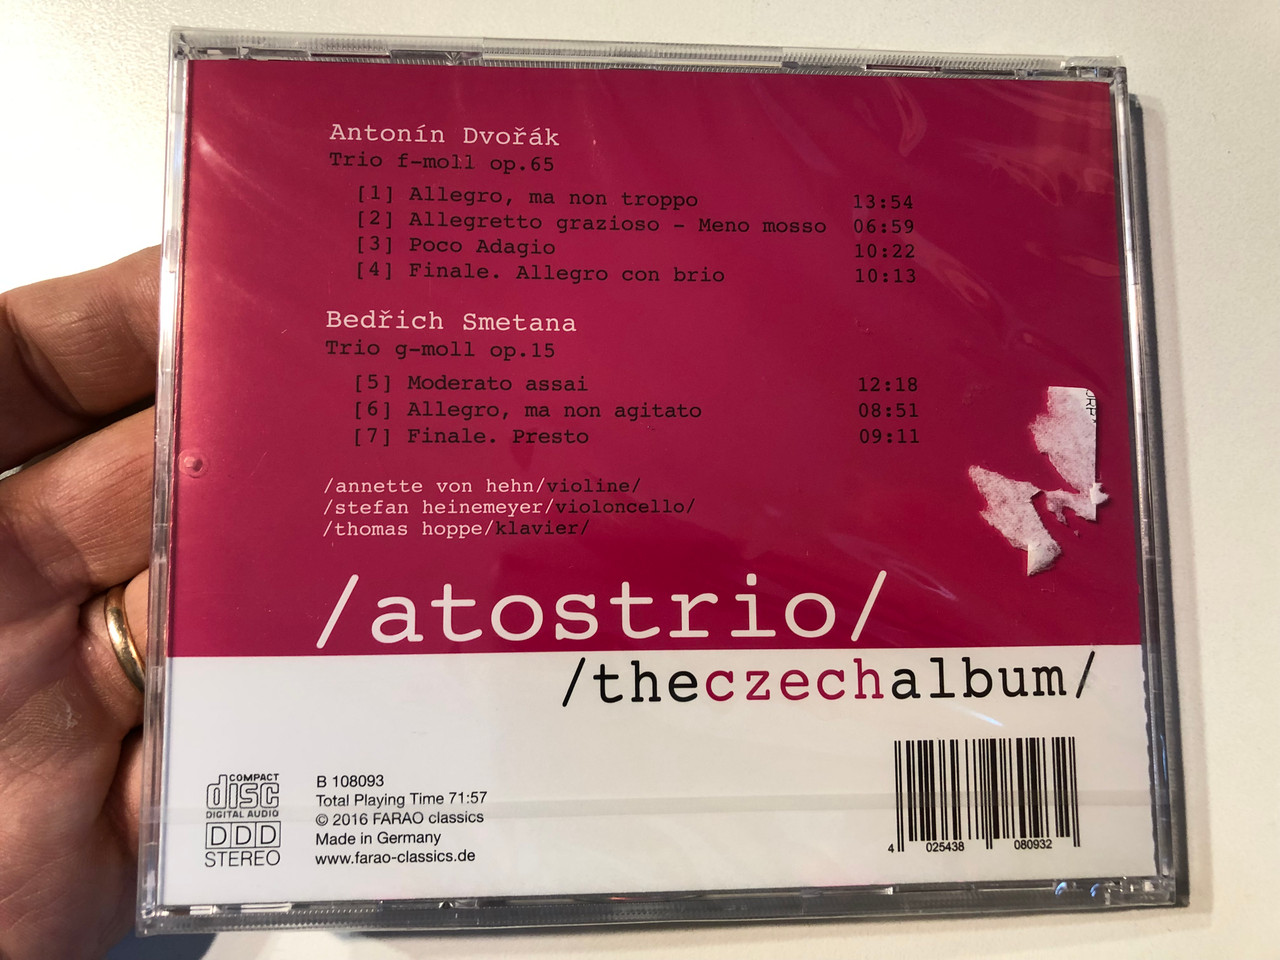 Antonín Dvořák
Trio f-moll op.65
[1] Allegro, ma non troppo 13:54
[2] Allegretto grazioso - Meno mosso 06:59
[3] Poco Adagio 10:22
[4] Finale. Allegro con brio 10:13
Bedřich Smetana
Trio g-moll op.15
[5] Moderato assai 12:18
[6] Allegro, ma non agitato 08:51
[7] Finale. Presto 09:11
/annette von hehn/violine/
/stefan heinemeyer/violoncello/
/thomas hoppe/klavier/
/atostrio/
/theczechalbum/
COMPACT
disc
DIGITAL AUDIO
DDD
STEREO
B 108093
Total Playing Time 71:57
© 2016 FARAO classics
Made in Germany
www.farao-classics.de
4 025438 080932